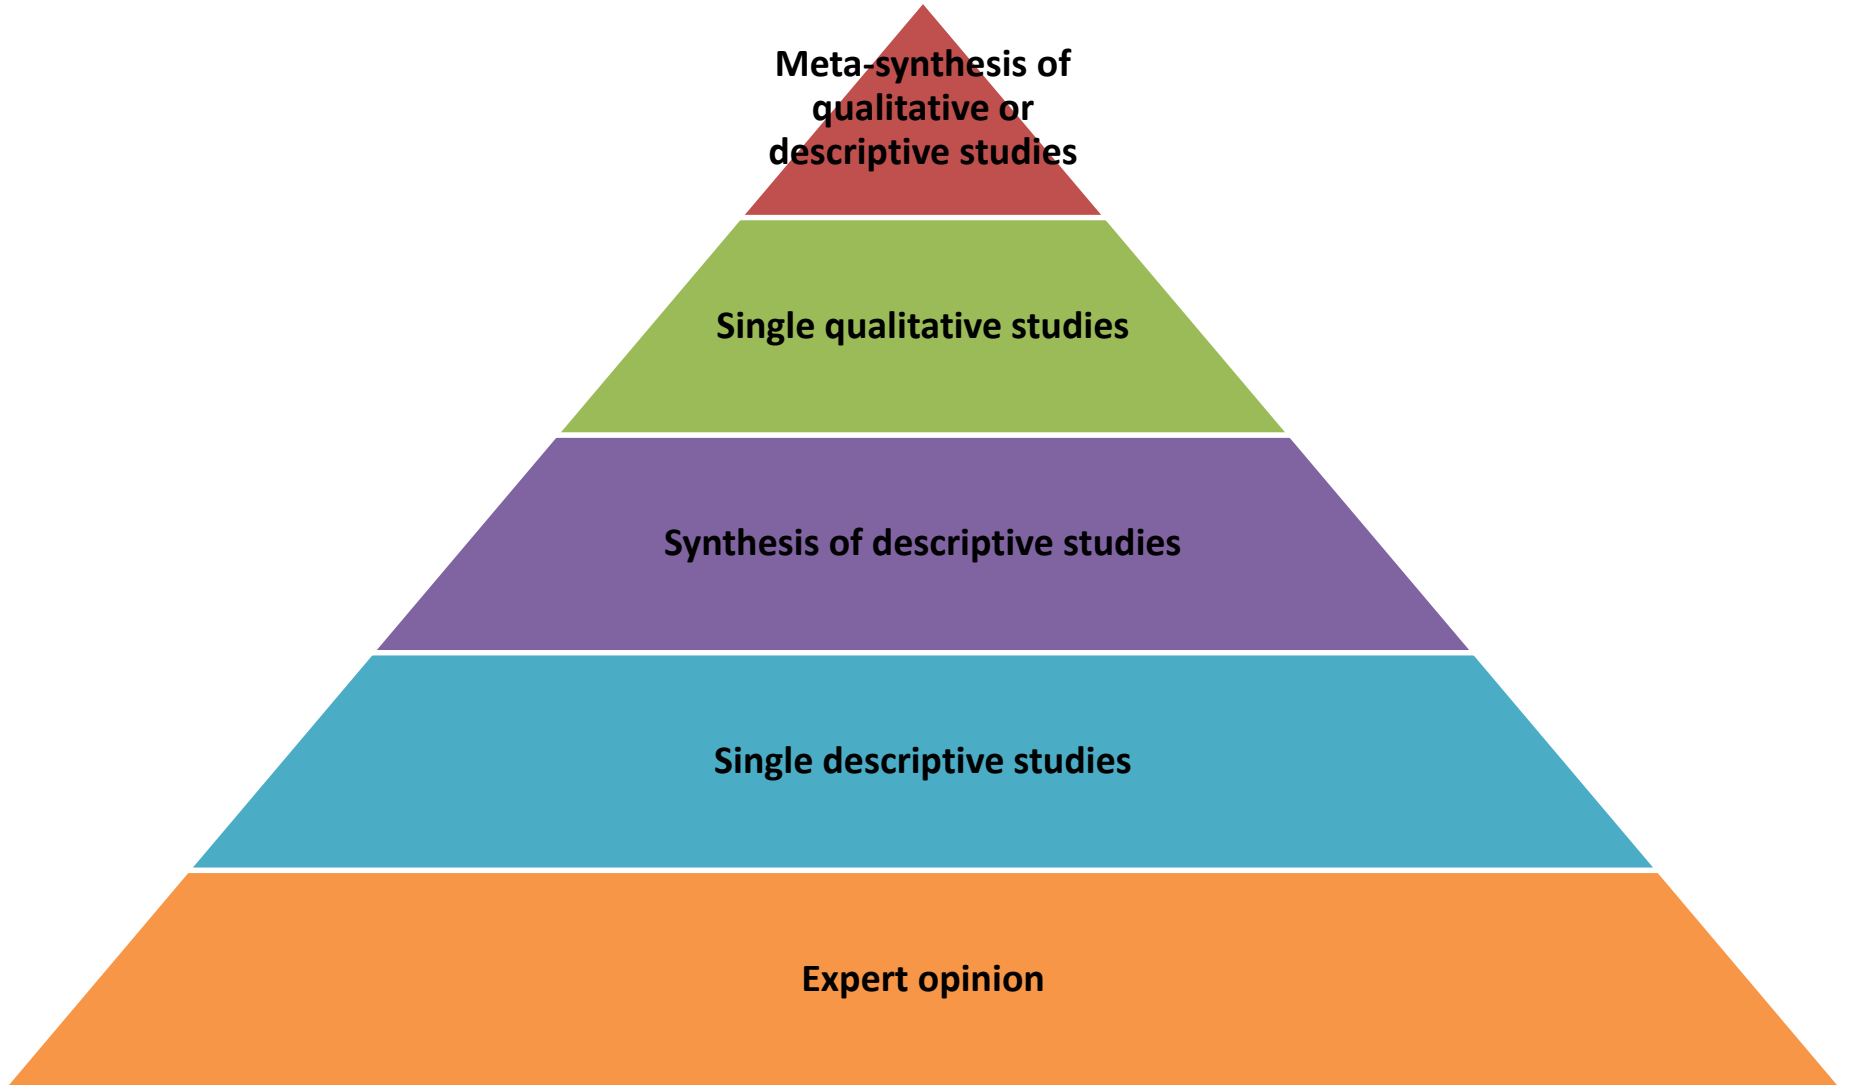 Meta-synthesis of
qualitative or
descriptive studies
Single qualitative studies
Synthesis of descriptive studies
Single descriptive studies
Expert opinion